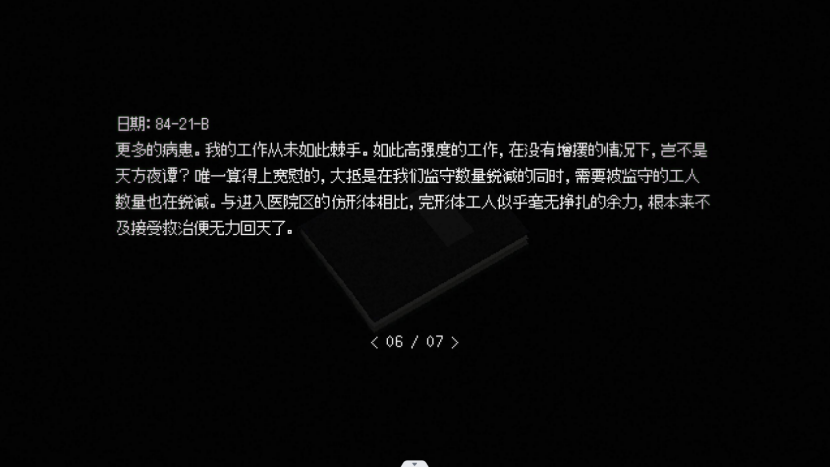 日期：84-21-B
更多的病患。我的工作从未如此棘手。如此高强度的工作，在没有增援的情况下，岂不是
天方夜谭？唯一算得上宽慰的，大抵是在我们监守数量锐减的同时，需要被监守的工人
数量也在锐减。与进入医院区的仿形体相比，完形体工人似乎毫无挣扎的余力，根本来不
及接受救治便无力回天了。
< 06 / 07 >